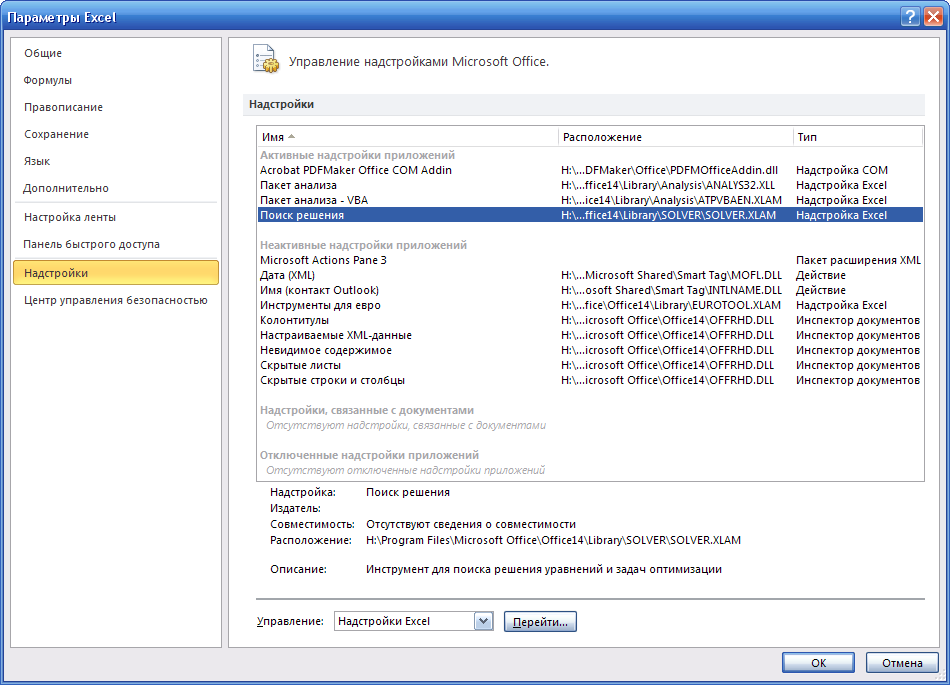 Параметры Excel
Общие
Формулы
Правописание
Сохранение
Язык
Дополнительно
Настройка ленты
Панель быстрого доступа
Надстройки
Центр управления безопасностью
Управление надстройками Microsoft Office.
Надстройки
Имя Расположение Тип
Активные надстройки приложений
Acrobat PDFMaker Office COM Addin H:\...DFMaker\Office\PDFMOfficeAddin.dll Надстройка COM
Пакет анализа H:\...ffice14\Library\Analysis\ANALYS32.XLL Надстройка Excel
Пакет анализа - VBA H:\...ice14\Library\Analysis\ATPVBAEN.XLAM Надстройка Excel
Поиск решения H:\...ffice14\Library\SOLVER\SOLVER.XLAM Надстройка Excel
Неактивные надстройки приложений
Microsoft Actions Pane 3 Пакет расширения XML
Дата (XML) H:\...Microsoft Shared\Smart Tag\MOFL.DLL Действие
Имя (контакт Outlook) H:\...osoft Shared\Smart Tag\INTLNAME.DLL Действие
Инструменты для евро H:\...fice\Office14\Library\EUROTOOL.XLAM Надстройка Excel
Колонтитулы H:\...icrosoft Office\Office14\OFFRHD.DLL Инспектор документов
Настраиваемые XML-данные H:\...icrosoft Office\Office14\OFFRHD.DLL Инспектор документов
Невидимое содержимое H:\...icrosoft Office\Office14\OFFRHD.DLL Инспектор документов
Скрытые листы H:\...icrosoft Office\Office14\OFFRHD.DLL Инспектор документов
Скрытые строки и столбцы H:\...icrosoft Office\Office14\OFFRHD.DLL Инспектор документов
Надстройки, связанные с документами
Отсутствуют надстройки, связанные с документами
Отключенные надстройки приложений
Отсутствуют отключенные надстройки приложений
Надстройка: Поиск решения
Издатель:
Совместимость: Отсутствуют сведения о совместимости
Расположение: H:\Program Files\Microsoft Office\Office14\Library\SOLVER\SOLVER.XLAM
Описание: Инструмент для поиска решения уравнений и задач оптимизации
Управление: Надстройки Excel Перейти...
ОК Отмена